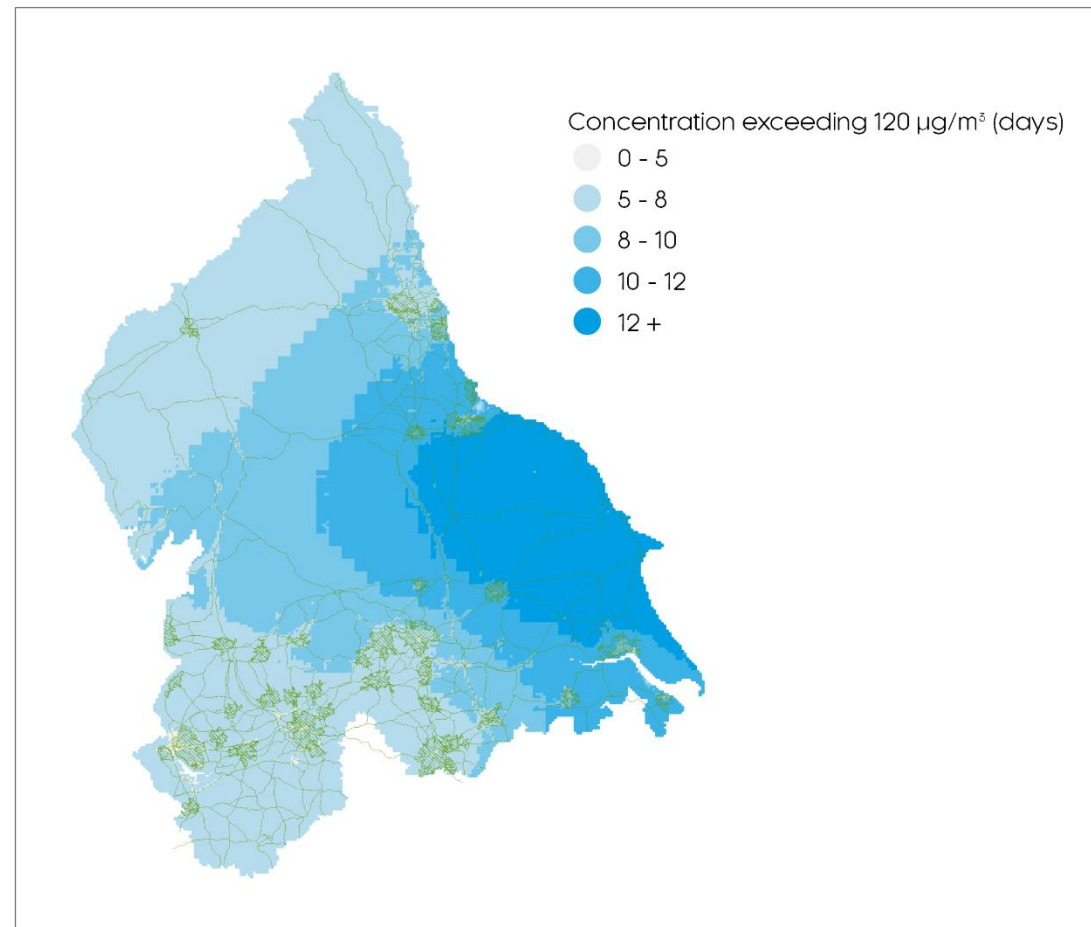 Concentration exceeding 120 µg/m³ (days)
0 - 5
5 - 8
8 - 10
10 - 12
12 +